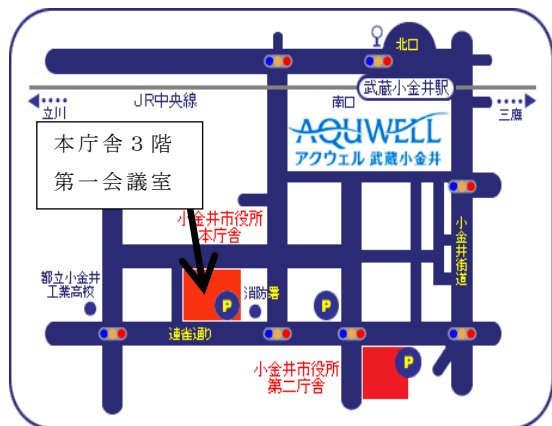 北口
武蔵小金井駅
JR中央線
南口
立川
三鷹
AQUWELL
アクウェル 武蔵小金井
本庁舎３階
第一会議室
小金井市役所
本庁舎
小金井街道
都立小金井
工業高校
P
消防署
P
連雀通り
小金井市役所
第二庁舎
P